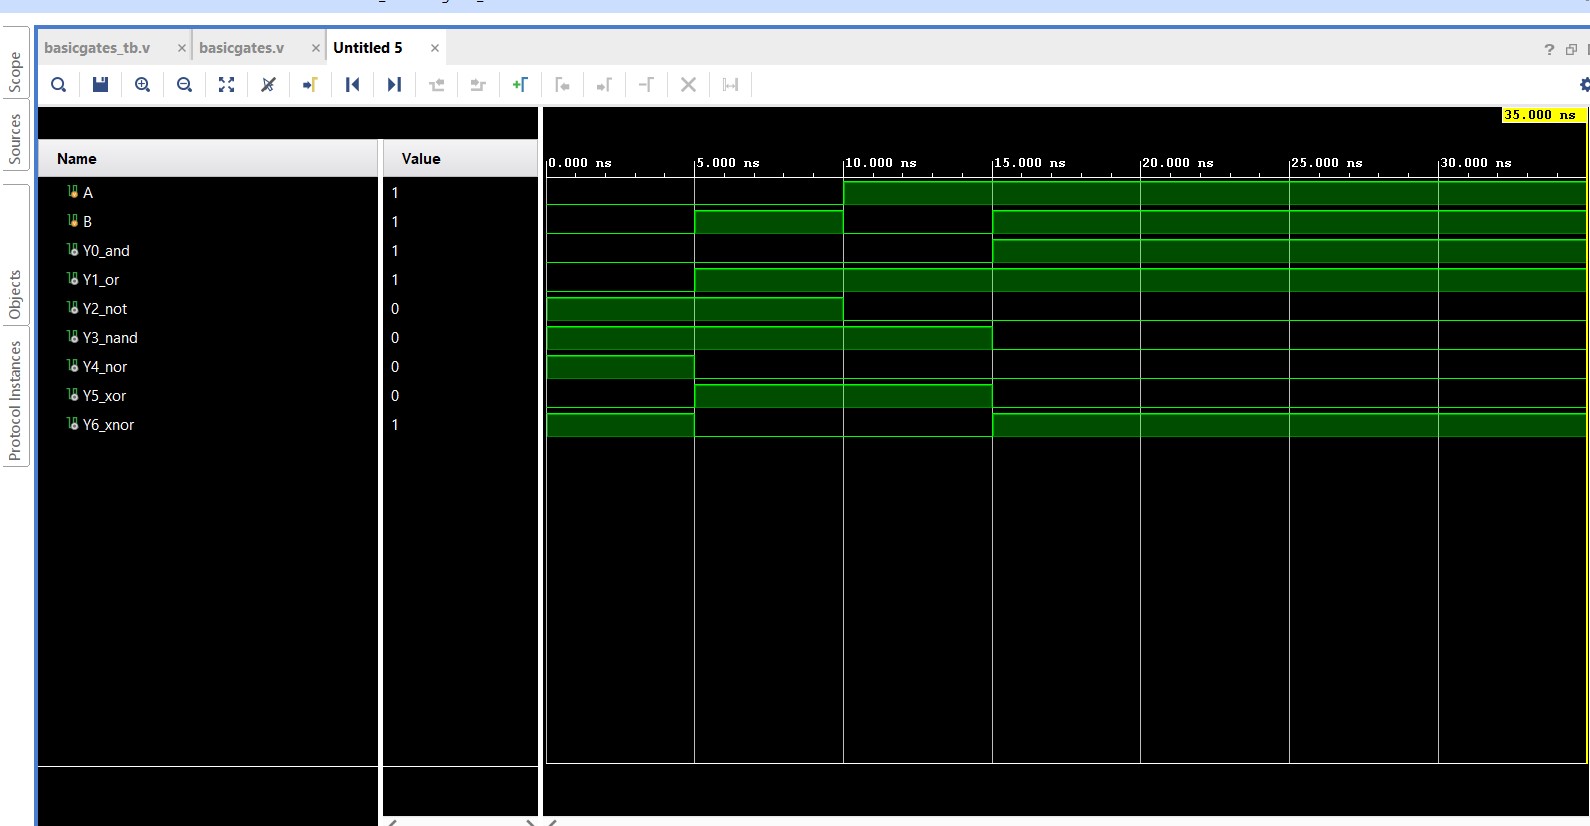 basicgates_tb.v × basicgates.v × Untitled 5 ×
?
Scope
Sources
Objects
Protocol Instances
35.000 ns
Name Value
0.000 ns 5.000 ns 10.000 ns 15.000 ns 20.000 ns 25.000 ns 30.000 ns
A 1
B 1
Y0_and 1
Y1_or 1
Y2_not 0
Y3_nand 0
Y4_nor 0
Y5_xor 0
Y6_xnor 1